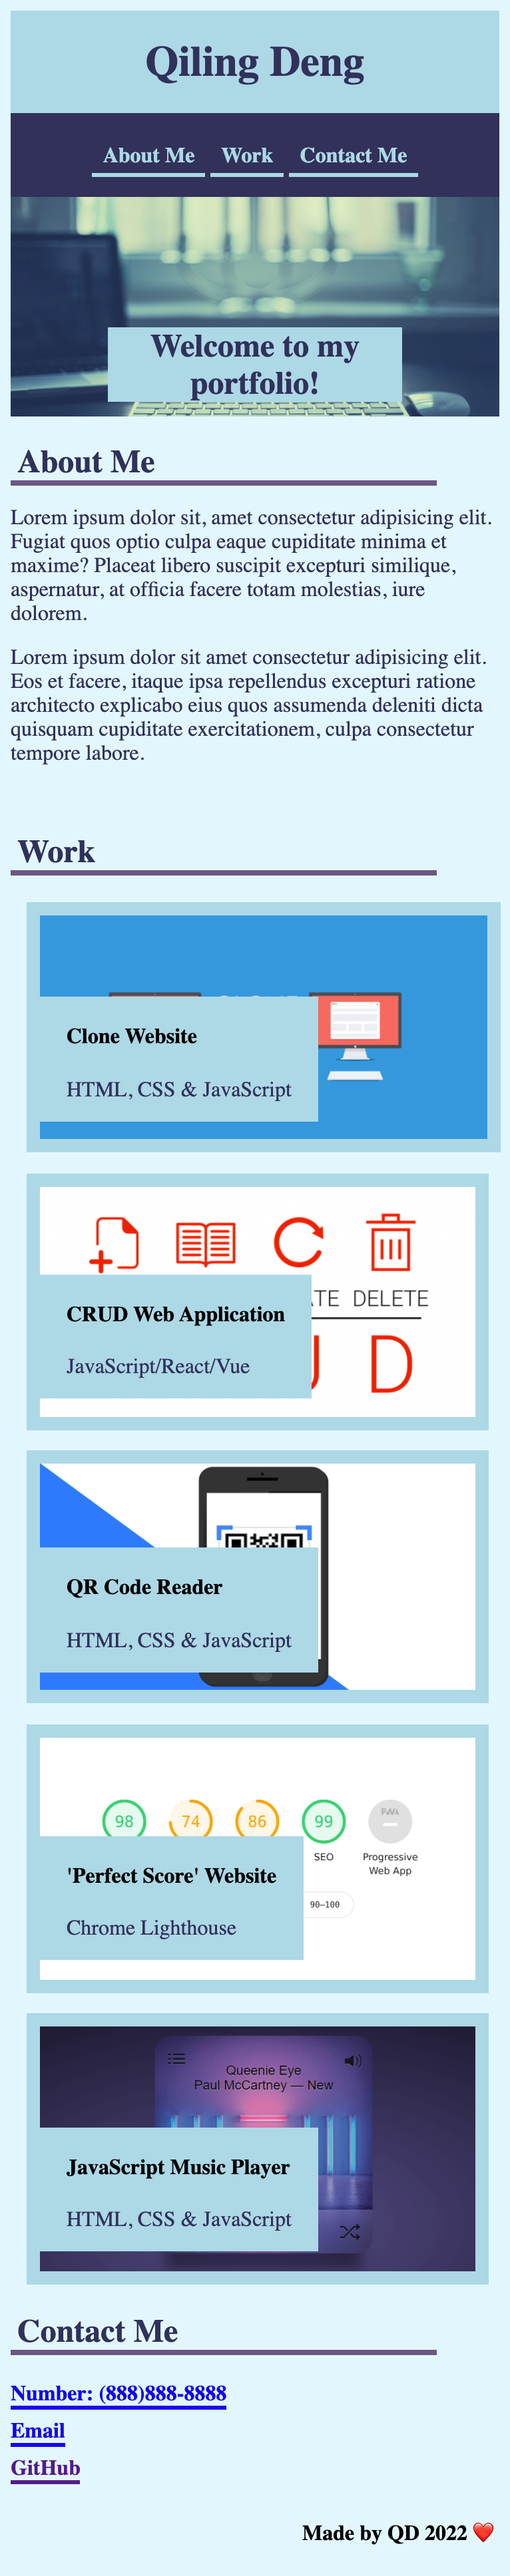 Qiling Deng
About Me Work Contact Me
Welcome to my
portfolio!
About Me
Lorem ipsum dolor sit, amet consectetur adipisicing elit.
Fugiat quos optio culpa eaque cupiditate minima et
maxime? Placeat libero suscipit excepturi similique,
aspernatur, at officia facere totam molestias, iure
dolorem.
Lorem ipsum dolor sit amet consectetur adipisicing elit.
Eos et facere, itaque ipsa repellendus excepturi ratione
architecto explicabo eius quos assumenda deleniti dicta
quisquam cupiditate exercitationem, culpa consectetur
tempore labore.
Work
Clone Website
HTML, CSS & JavaScript
DELETE
D
CRUD Web Application
JavaScript/React/Vue
QR Code Reader
HTML, CSS & JavaScript
98 74 86 99 PWA
SEO Progressive
Web App
90–100
'Perfect Score' Website
Chrome Lighthouse
Queenie Eye
Paul McCartney — New
JavaScript Music Player
HTML, CSS & JavaScript
Contact Me
Number: (888)888-8888
Email
GitHub
Made by QD 2022 ❤️